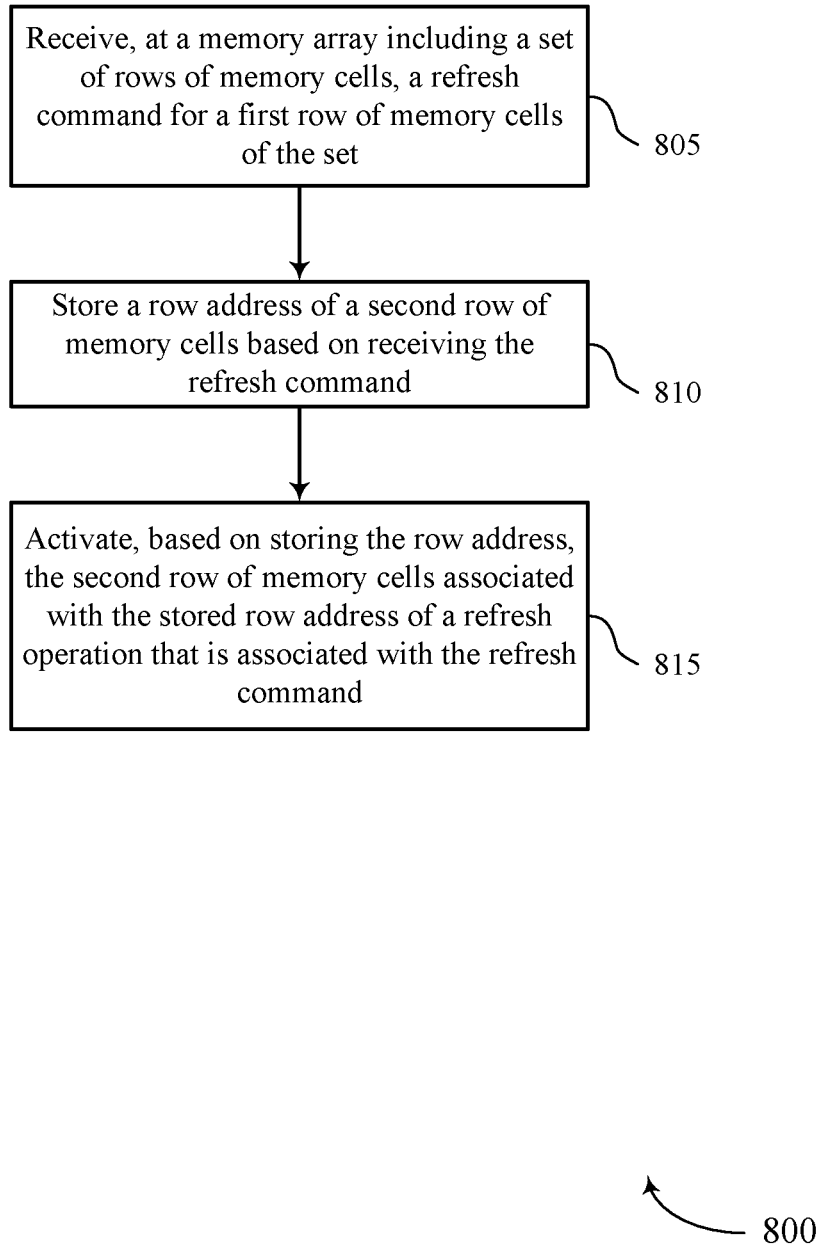 Receive, at a memory array including a set
of rows of memory cells, a refresh
command for a first row of memory cells
of the set
805
Store a row address of a second row of
memory cells based on receiving the
refresh command
810
Activate, based on storing the row address,
the second row of memory cells associated
with the stored row address of a refresh
operation that is associated with the refresh
command
815
800